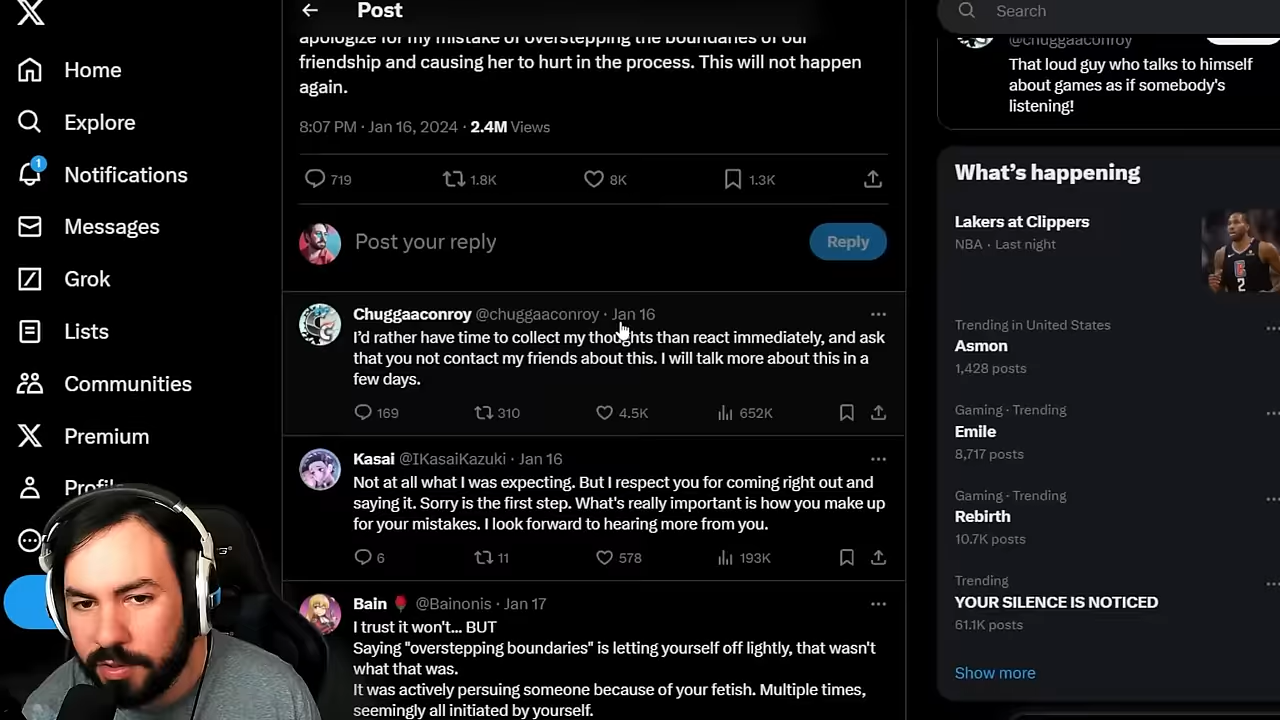 Post
Search
apologize for my mistake of overstepping the boundaries of our
friendship and causing her to hurt in the process. This will not happen
again.
8:07 PM · Jan 16, 2024 · 2.4M Views
719
1.8K
8K
1.3K
Post your reply
Reply
Chuggaaconroy @chuggaaconroy · Jan 16
I'd rather have time to collect my thoughts than react immediately, and ask
that you not contact my friends about this. I will talk more about this in a
few days.
169
310
4.5K
652K
Kasai @IKasaiKazuki · Jan 16
Not at all what I was expecting. But I respect you for coming right out and
saying it. Sorry is the first step. What's really important is how you make up
for your mistakes. I look forward to hearing more from you.
6
11
578
193K
Bain @Bainonis · Jan 17
I trust it won't... BUT
Saying "overstepping boundaries" is letting yourself off lightly, that wasn't
what that was.
It was actively persuing someone because of your fetish. Multiple times,
seemingly all initiated by yourself.
Home
Explore
1
Notifications
Messages
Grok
Lists
Communities
Premium
@chuggaaconroy
That loud guy who talks to himself
about games as if somebody's
listening!
What's happening
Lakers at Clippers
NBA · Last night
Trending in United States
Asmon
1,428 posts
Gaming · Trending
Emile
8,717 posts
Gaming · Trending
Rebirth
10.7K posts
Trending
YOUR SILENCE IS NOTICED
61.1K posts
Show more